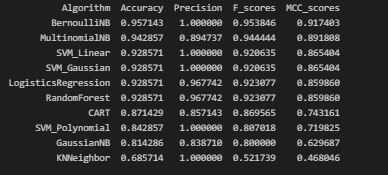 Algorithm Accuracy Precision F_scores MCC_scores
BernoulliNB 0.957143 1.000000 0.953846 0.917403
MultinomialNB 0.942857 0.894737 0.944444 0.891808
SVM_Linear 0.928571 1.000000 0.920635 0.865404
SVM_Gaussian 0.928571 1.000000 0.920635 0.865404
LogisticsRegression 0.928571 0.967742 0.923077 0.859860
RandomForest 0.928571 0.967742 0.923077 0.859860
CART 0.871429 0.857143 0.869565 0.743161
SVM_Polynomial 0.842857 1.000000 0.807018 0.719825
GaussianNB 0.814286 0.838710 0.800000 0.629687
KNNeighbor 0.685714 1.000000 0.521739 0.468046